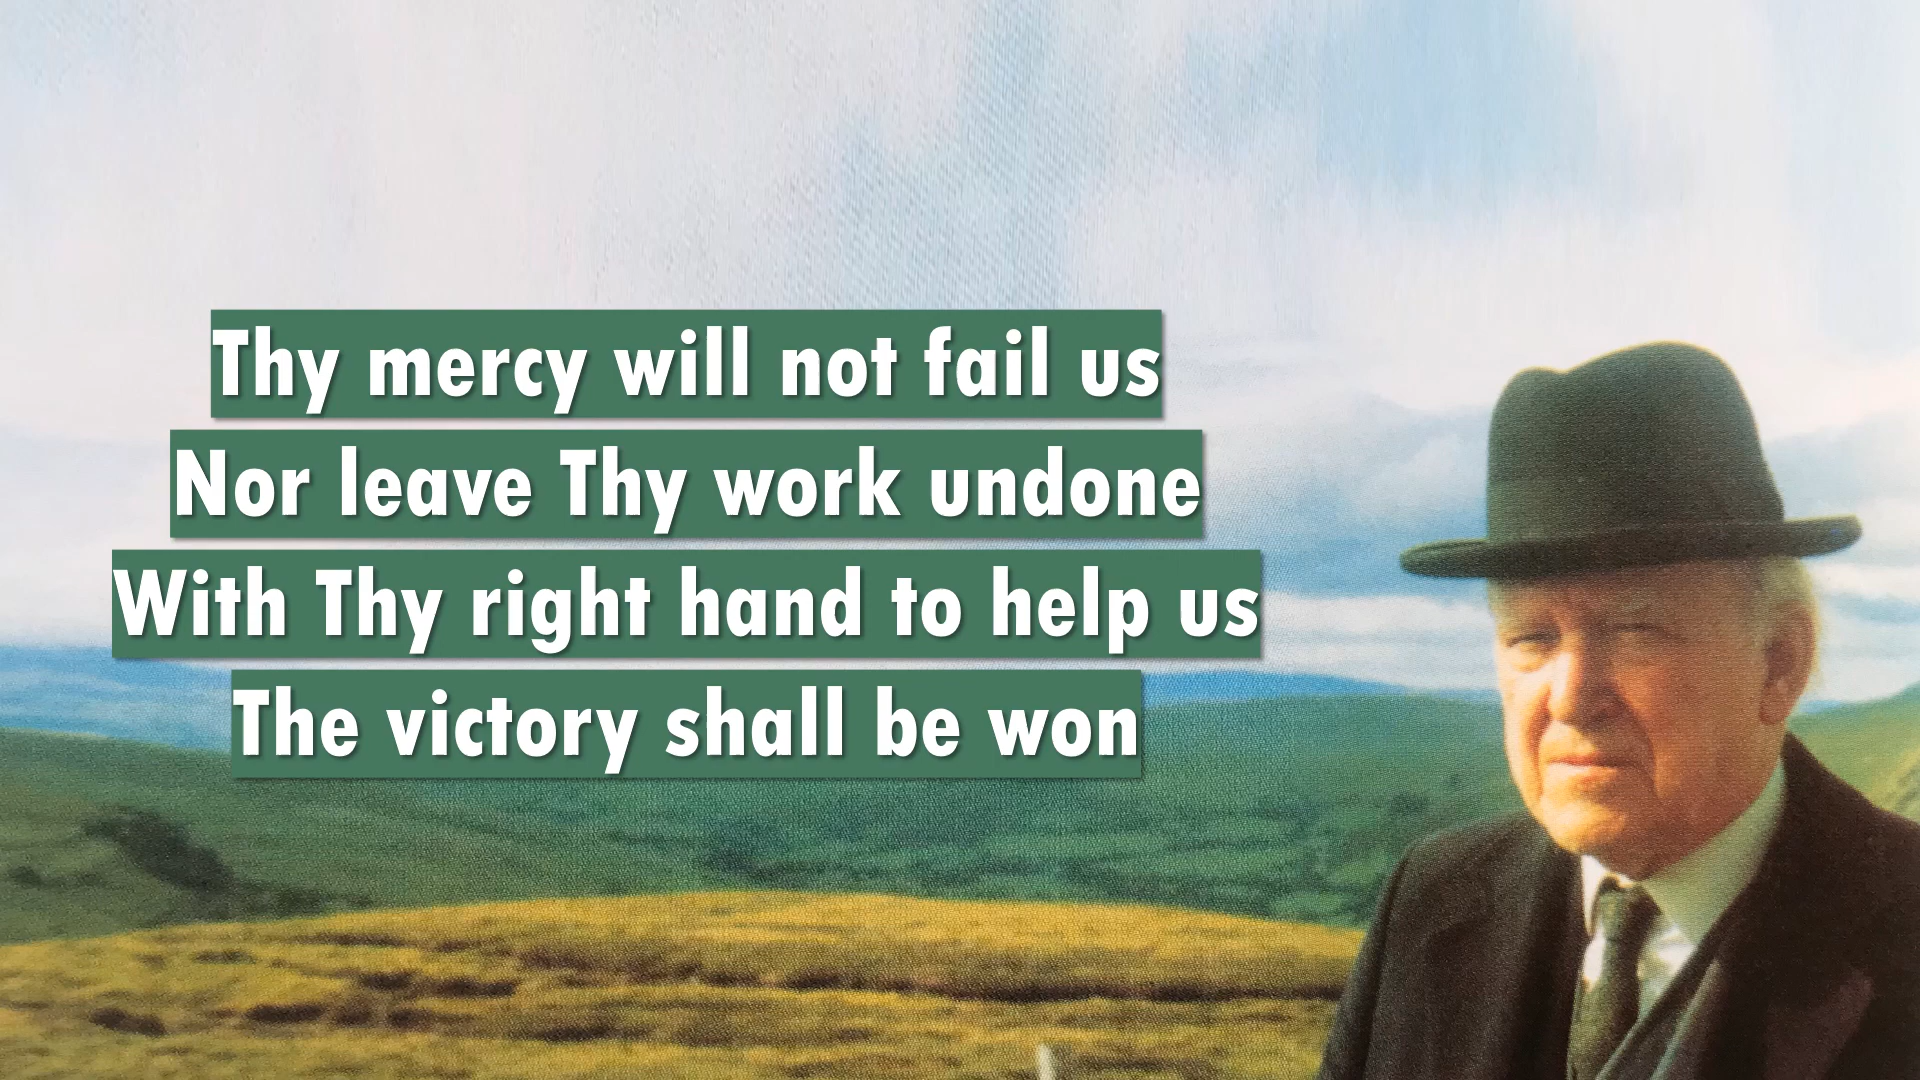 Thy mercy will not fail us
Nor leave Thy work undone
With Thy right hand to help us
The victory shall be won